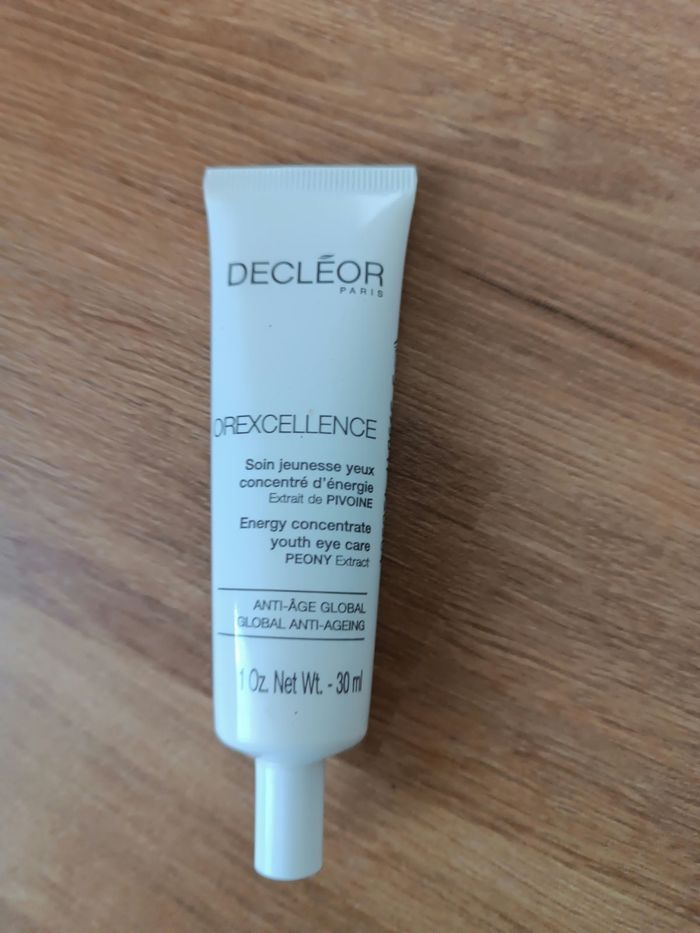 DECLÉOR
PARIS
OREXCELLENCE
Soin jeunesse yeux
concentré d'énergie
Extrait de PIVOINE
Energy concentrate
youth eye care
PEONY Extract
ANTI-ÂGE GLOBAL
GLOBAL ANTI-AGEING
1 Oz. Net Wt. - 30 ml